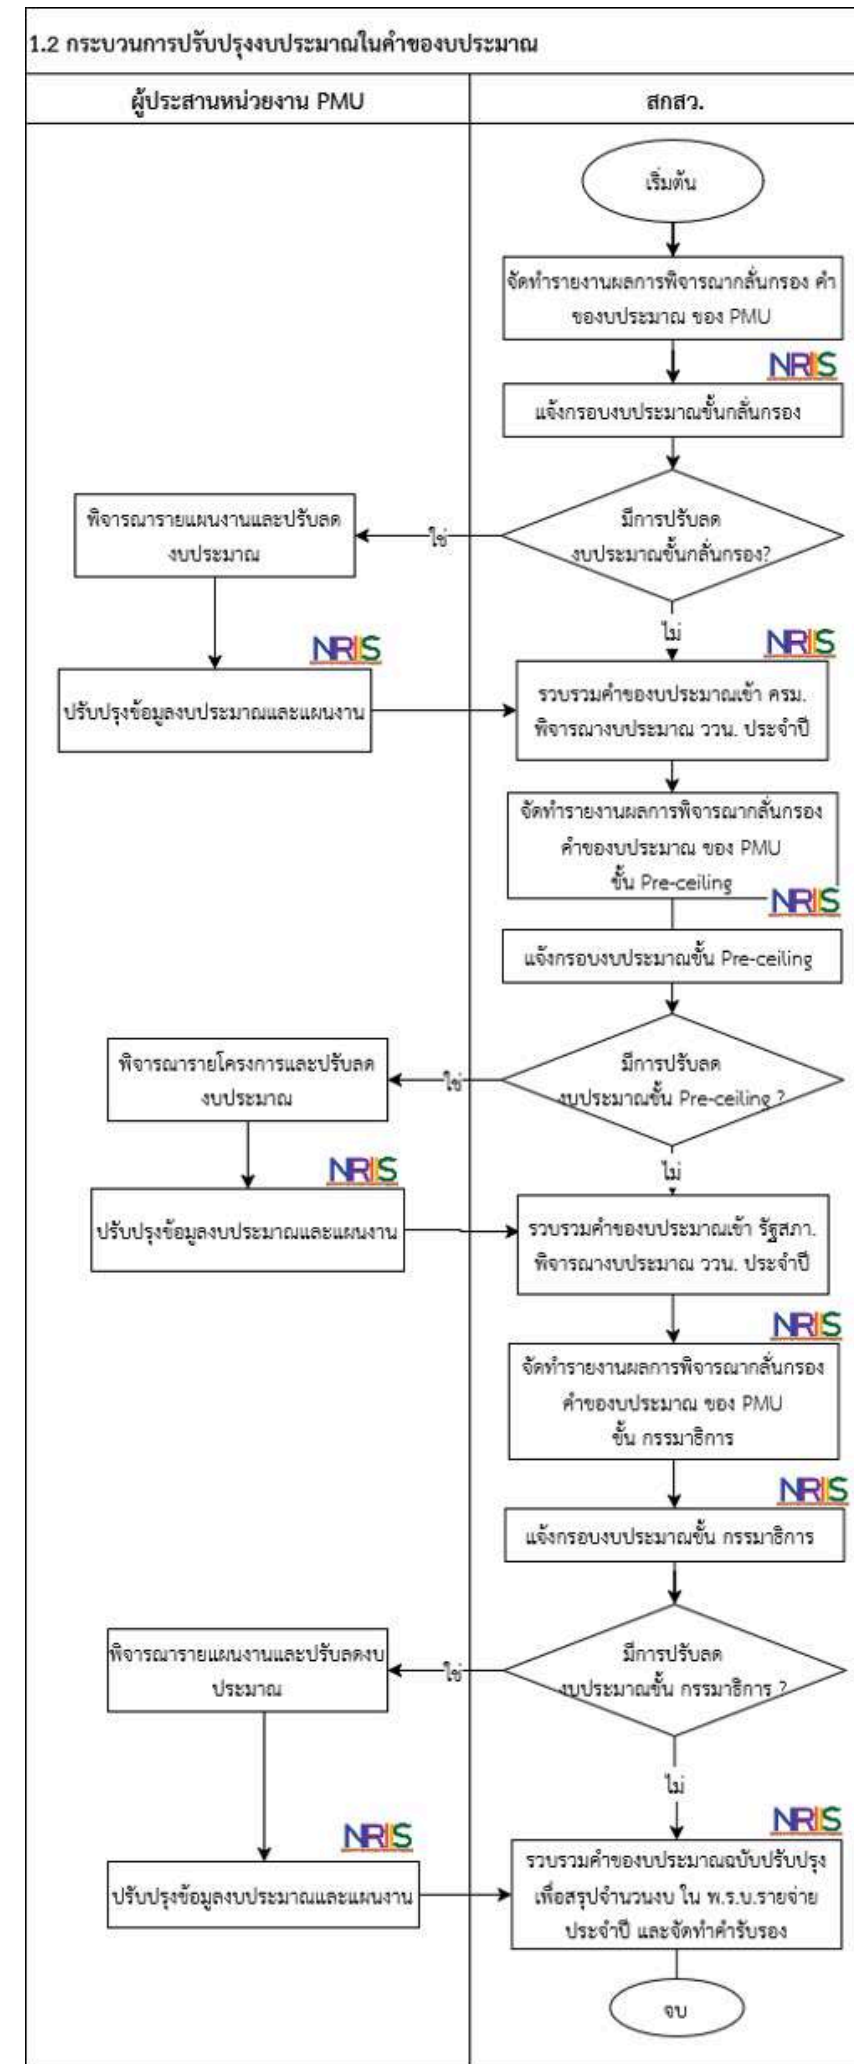 1.2 กระบวนการปรับปรุงงบประมาณในคำของบประมาณ
ผู้ประสานหน่วยงาน PMU
สกสว.
เริ่มต้น
จัดทำรายงานผลการพิจารณากลั่นกรอง คำ
ของบประมาณ ของ PMU
NRIIS
แจ้งกรอบงบประมาณขั้นกลั่นกรอง
มีการปรับลด
งบประมาณขั้นกลั่นกรอง?
ใช่
พิจารณารายแผนงานและปรับลด
งบประมาณ
ไม่
NRIIS
NRIIS
ปรับปรุงข้อมูลงบประมาณและแผนงาน
รวบรวมคำของบประมาณเข้า ครม.
พิจารณางบประมาณ ววน. ประจำปี
จัดทำรายงานผลการพิจารณากลั่นกรอง
คำของบประมาณ ของ PMU
ขั้น Pre-ceiling
NRIIS
แจ้งกรอบงบประมาณขั้น Pre-ceiling
มีการปรับลด
งบประมาณขั้น Pre-ceiling ?
ใช่
พิจารณารายโครงการและปรับลด
งบประมาณ
ไม่
NRIIS
ปรับปรุงข้อมูลงบประมาณและแผนงาน
รวบรวมคำของบประมาณเข้า รัฐสภา.
พิจารณางบประมาณ ววน. ประจำปี
NRIIS
จัดทำรายงานผลการพิจารณากลั่นกรอง
คำของบประมาณ ของ PMU
ขั้น กรรมาธิการ
NRIIS
แจ้งกรอบงบประมาณขั้น กรรมาธิการ
มีการปรับลด
งบประมาณขั้น กรรมาธิการ ?
ใช่
พิจารณารายแผนงานและปรับลดงบ
ประมาณ
ไม่
NRIIS
NRIIS
ปรับปรุงข้อมูลงบประมาณและแผนงาน
รวบรวมคำของบประมาณฉบับปรับปรุง
เพื่อสรุปจำนวนงบ ใน พ.ร.บ.รายจ่าย
ประจำปี และจัดทำคำรับรอง
จบ